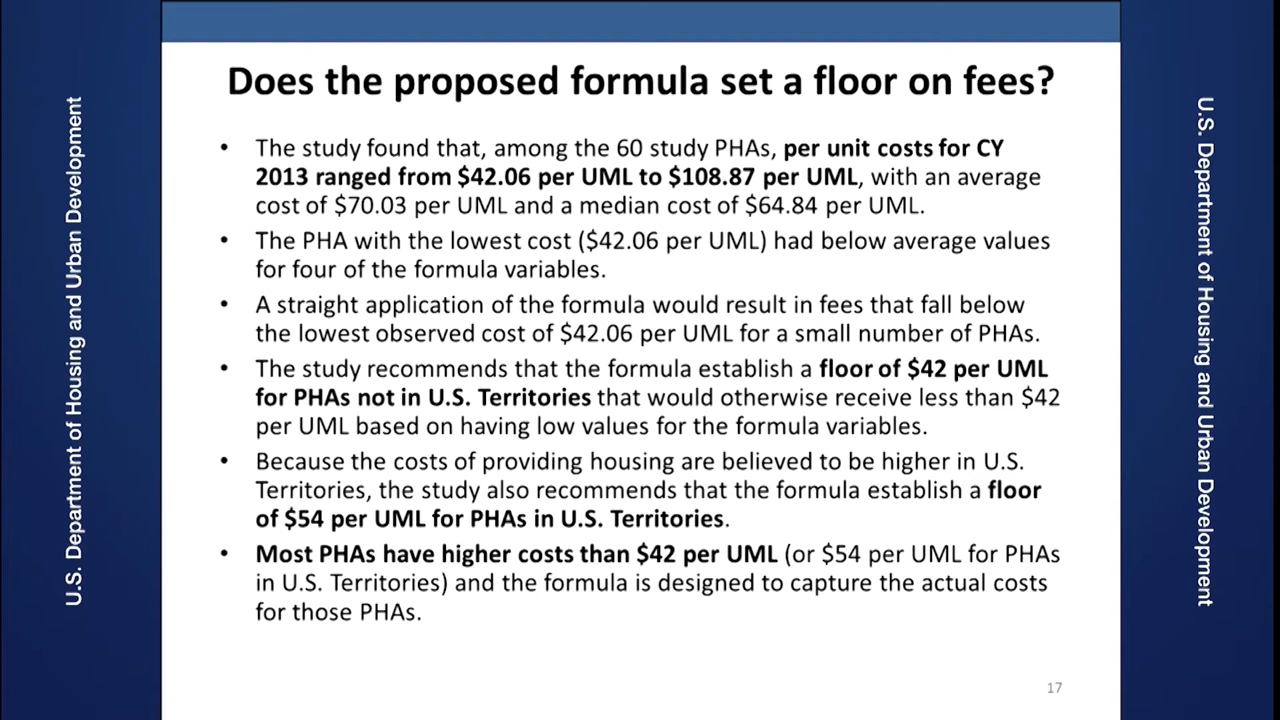 U.S. Department of Housing and Urban Development
Does the proposed formula set a floor on fees?
• The study found that, among the 60 study PHAs, per unit costs for CY
2013 ranged from $42.06 per UML to $108.87 per UML, with an average
cost of $70.03 per UML and a median cost of $64.84 per UML.
• The PHA with the lowest cost ($42.06 per UML) had below average values
for four of the formula variables.
• A straight application of the formula would result in fees that fall below
the lowest observed cost of $42.06 per UML for a small number of PHAs.
• The study recommends that the formula establish a floor of $42 per UML
for PHAs not in U.S. Territories that would otherwise receive less than $42
per UML based on having low values for the formula variables.
• Because the costs of providing housing are believed to be higher in U.S.
Territories, the study also recommends that the formula establish a floor
of $54 per UML for PHAs in U.S. Territories.
• Most PHAs have higher costs than $42 per UML (or $54 per UML for PHAs
in U.S. Territories) and the formula is designed to capture the actual costs
for those PHAs.
17
U.S. Department of Housing and Urban Development